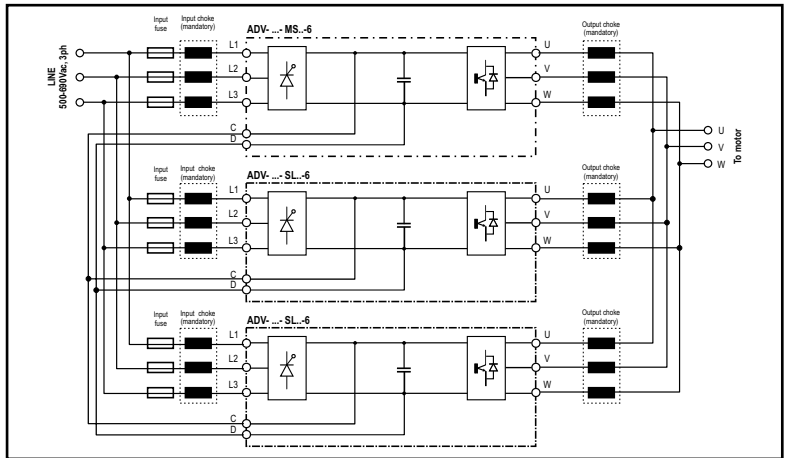 Input fuse
Input choke (mandatory)
ADV- ...- MS..-6
Output choke (mandatory)
LINE
500-690Vac, 3ph
L1
L2
L3
C
D
U
V
W
U
V
W
To motor
Input fuse
Input choke (mandatory)
ADV- ...- SL..-6
Output choke (mandatory)
L1
L2
L3
C
D
U
V
W
Input fuse
Input choke (mandatory)
ADV- ...- SL..-6
Output choke (mandatory)
L1
L2
L3
C
D
U
V
W